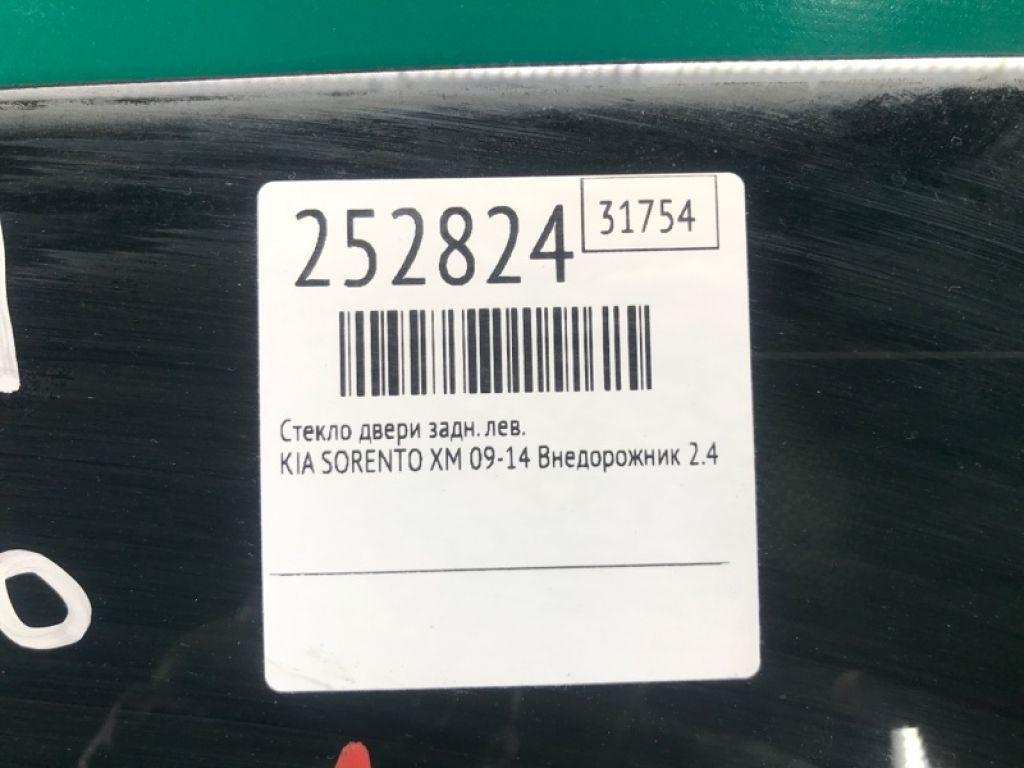 252824
31754
Стекло двери задн. лев.
KIA SORENTO XM 09-14 Внедорожник 2.4